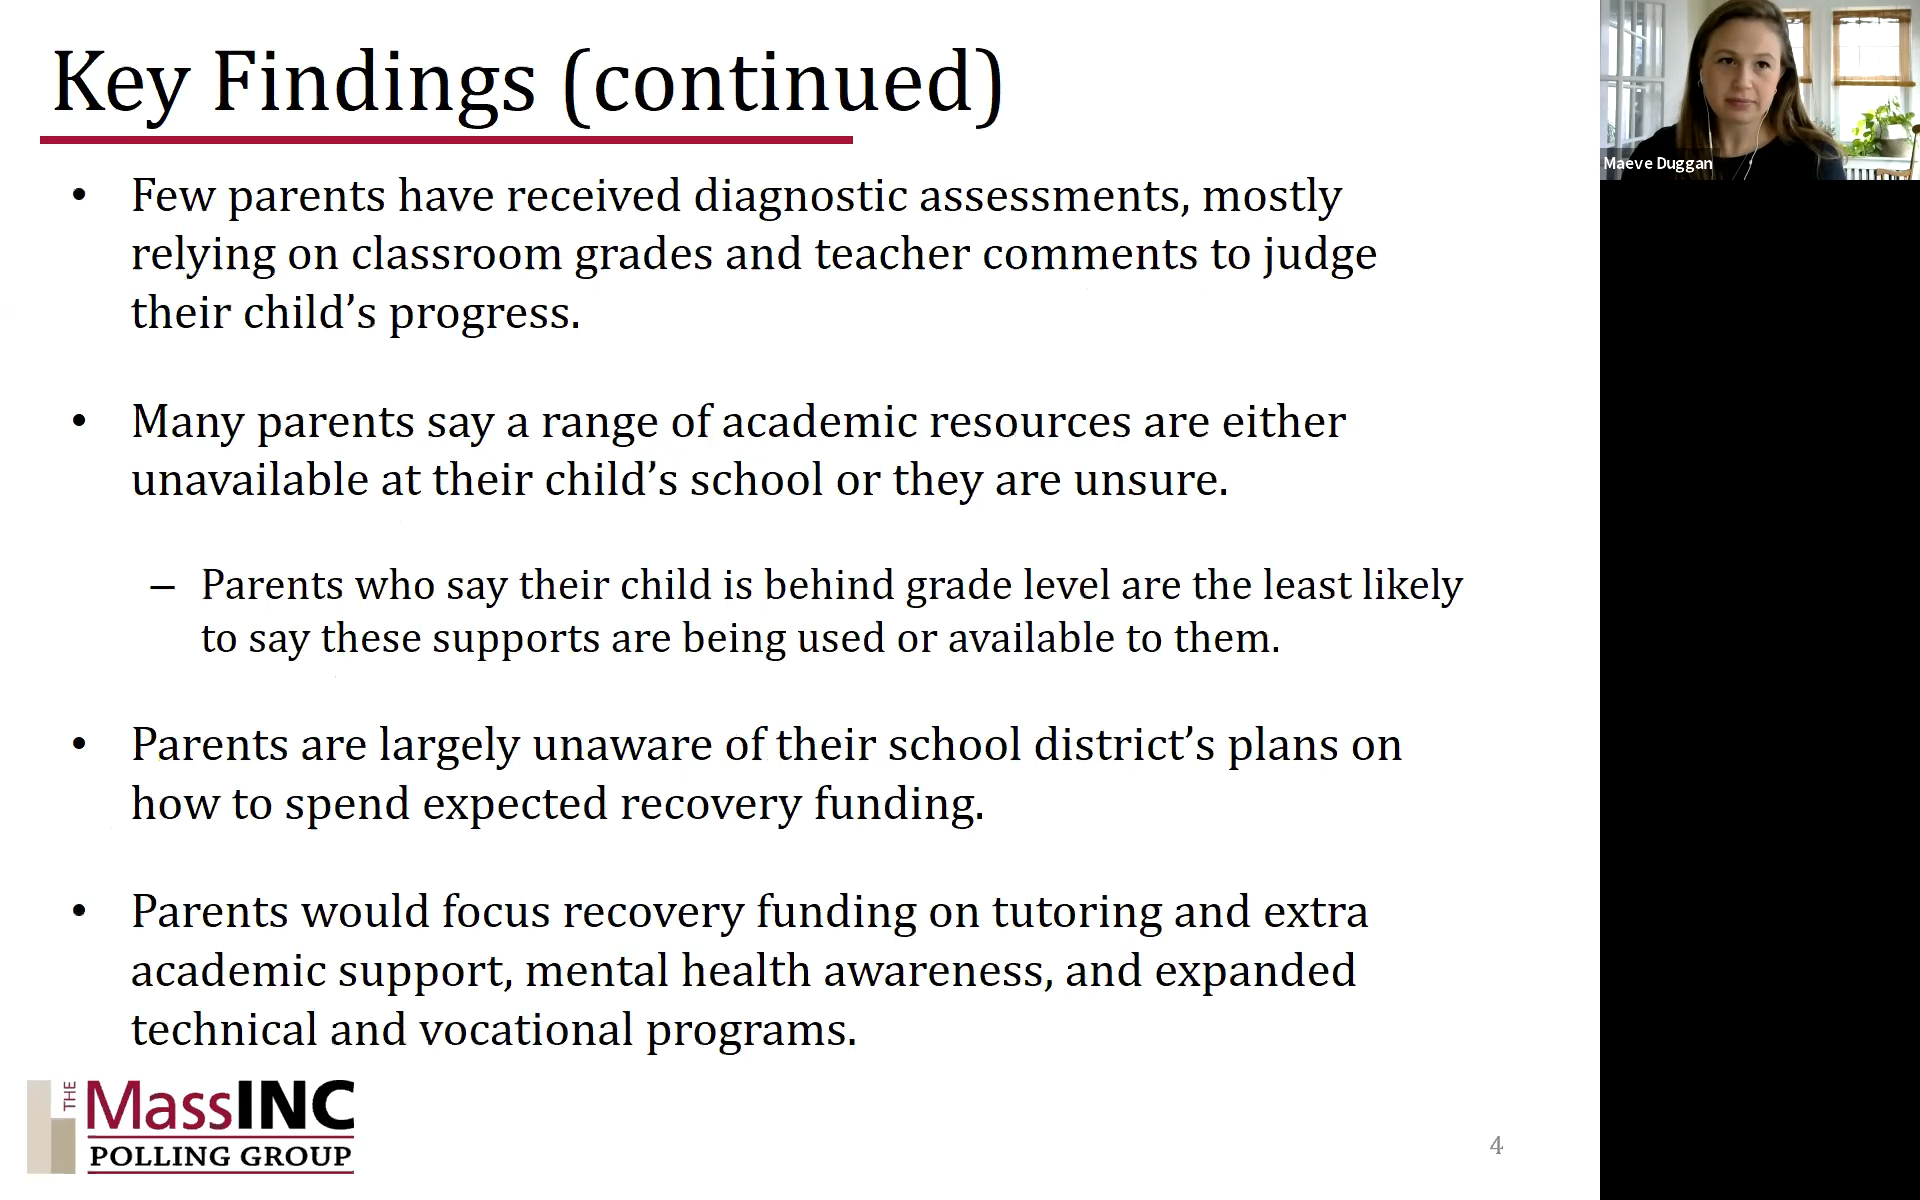 Key Findings (continued)
• Few parents have received diagnostic assessments, mostly
relying on classroom grades and teacher comments to judge
their child’s progress.
• Many parents say a range of academic resources are either
unavailable at their child’s school or they are unsure.
– Parents who say their child is behind grade level are the least likely
to say these supports are being used or available to them.
• Parents are largely unaware of their school district’s plans on
how to spend expected recovery funding.
• Parents would focus recovery funding on tutoring and extra
academic support, mental health awareness, and expanded
technical and vocational programs.
THE MassINC
POLLING GROUP
4
Maeve Duggan